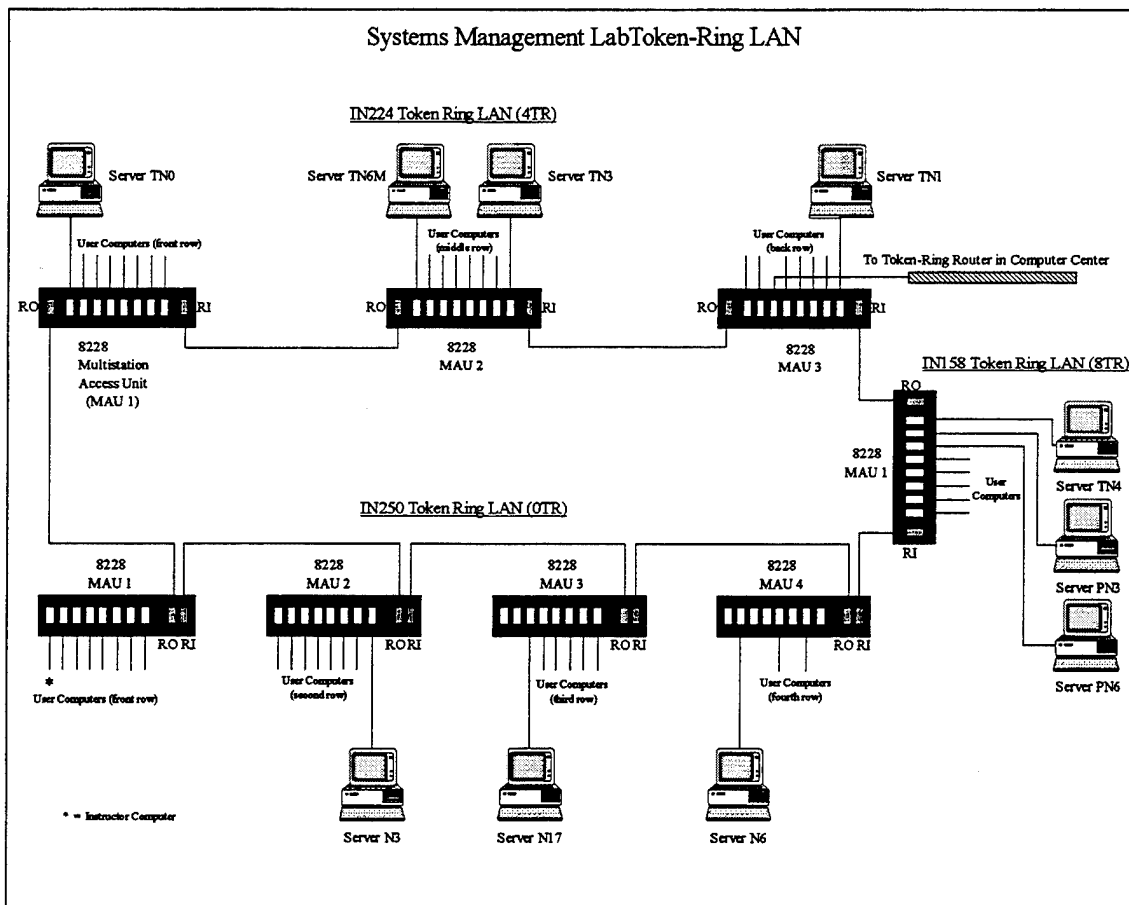 Systems Management LabToken-Ring LAN
IN224 Token Ring LAN (4TR)
Server TN0
Server TN6M
Server TN3
Server TN1
User Computers (front row)
User Computers
(middle row)
User Computers
(back row)
To Token-Ring Router in Computer Center
RO
RI
RO
RI
RO
RI
8228
Multistation
Access Unit
(MAU 1)
8228
MAU 2
8228
MAU 3
IN158 Token Ring LAN (8TR)
RO
8228
MAU 1
User
Computers
RI
Server TN4
Server PN3
Server PN6
IN250 Token Ring LAN (0TR)
8228
MAU 1
8228
MAU 2
8228
MAU 3
8228
MAU 4
RO RI
RO RI
RO RI
RO RI
*
User Computers (front row)
User Computers
(second row)
User Computers
(third row)
User Computers
(fourth row)
Server N3
Server N17
Server N6
* = Instructor Computer